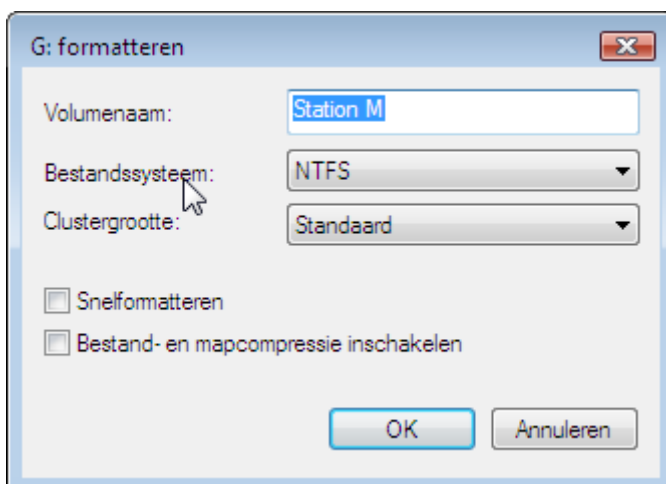 G: formatteren
Volumenaam: Station M
Bestandssysteem: NTFS
Clustergrootte: Standaard
Snelformatteren
Bestand- en mapcompressie inschakelen
OK Annuleren